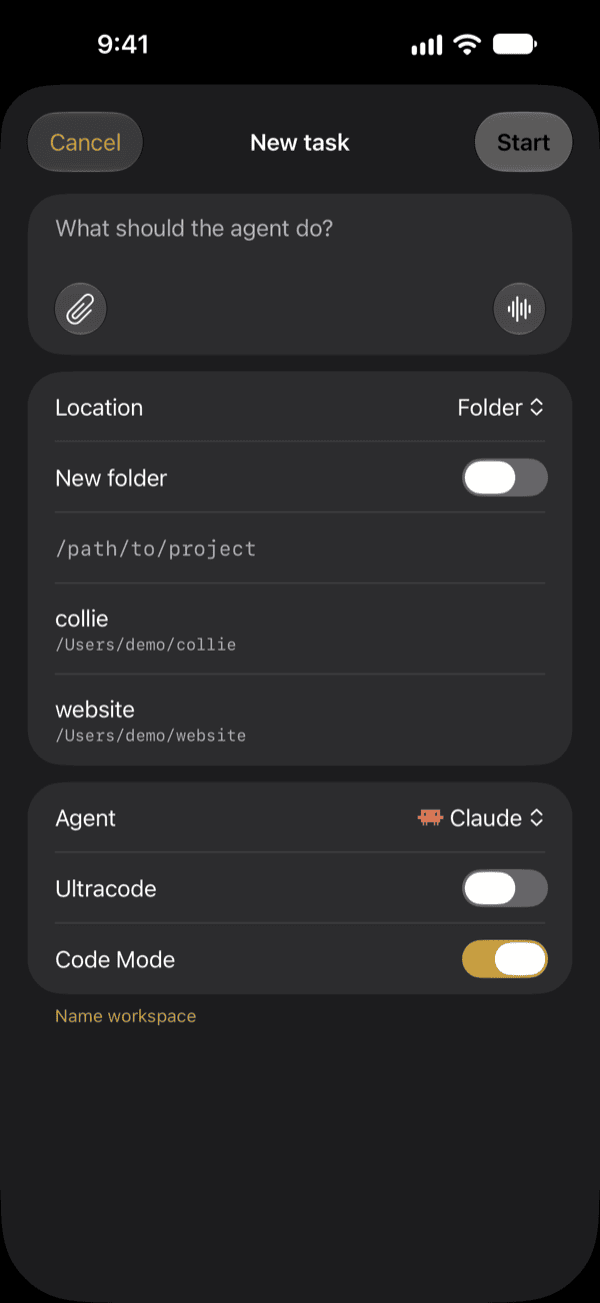 9:41
Cancel
New task
Start
What should the agent do?
Location
Folder
New folder
/path/to/project
collie
/Users/demo/collie
website
/Users/demo/website
Agent
Claude
Ultracode
Code Mode
Name workspace